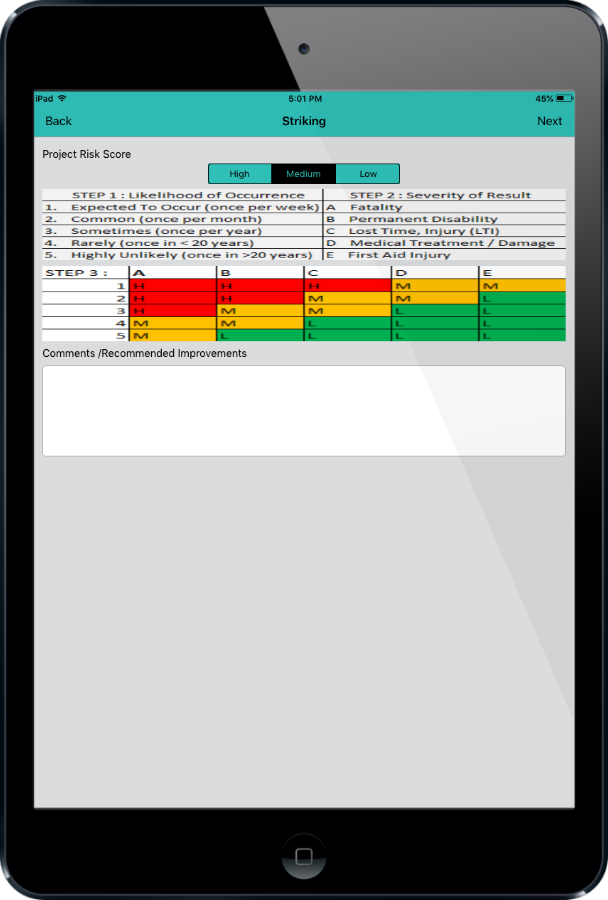 iPad 5:01 PM 45%
Back Striking Next
Project Risk Score
High Medium Low
STEP 1 : Likelihood of Occurrence STEP 2 : Severity of Result
1. Expected To Occur (once per week) A Fatality
2. Common (once per month) B Permanent Disability
3. Sometimes (once per year) C Lost Time, Injury (LTI)
4. Rarely (once in < 20 years) D Medical Treatment / Damage
5. Highly Unlikely (once in >20 years) E First Aid Injury
STEP 3 : A B C D E
1 H H H M M
2 H H M M L
3 H M M L L
4 M M L L L
5 M L L L L
Comments /Recommended Improvements